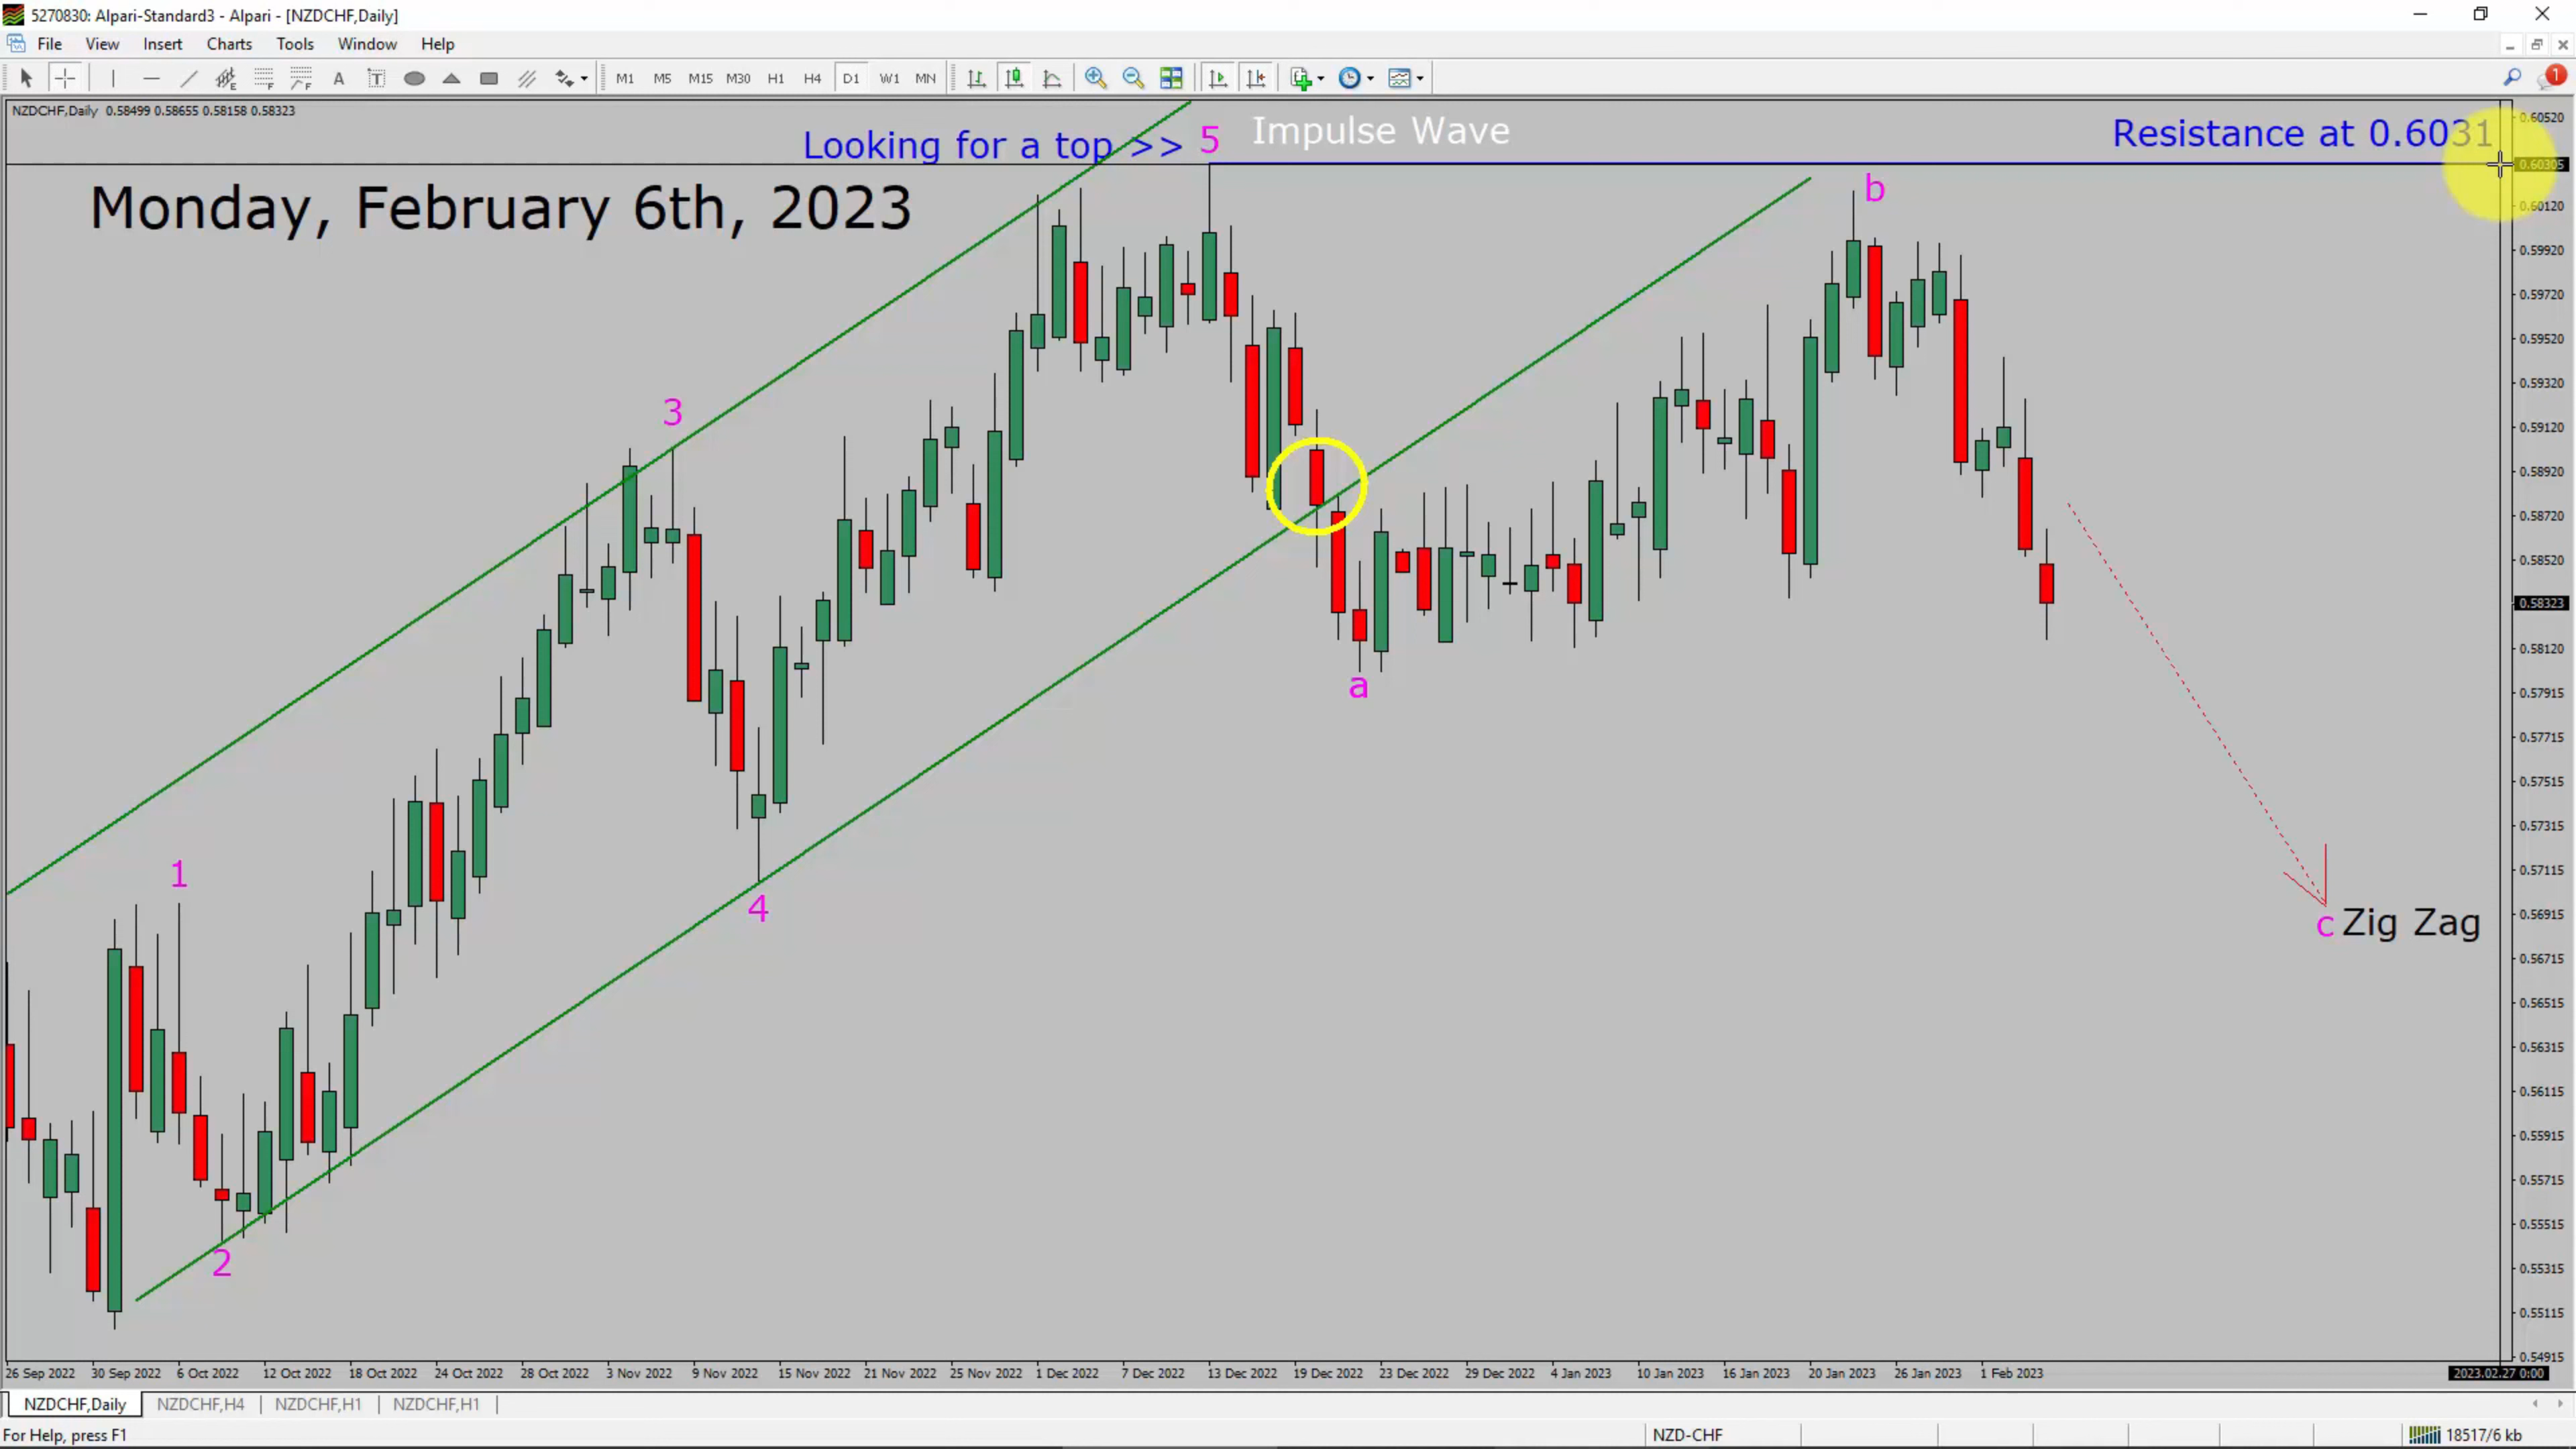 5270830: Alpari-Standard3 - Alpari - [NZDCHF,Daily]
File View Insert Charts Tools Window Help
A T M1 M5 M15 M30 H1 H4 D1 W1 MN 1
NZDCHF,Daily 0.58499 0.58655 0.58158 0.58323
Looking for a top >> 5 Impulse Wave Resistance at 0.6031
Monday, February 6th, 2023
b
3
a
1
4
c Zig Zag
2
0.60520
0.60305
0.60120
0.59920
0.59720
0.59520
0.59320
0.59120
0.58920
0.58720
0.58520
0.58323
0.58120
0.57915
0.57715
0.57515
0.57315
0.57115
0.56915
0.56715
0.56515
0.56315
0.56115
0.55915
0.55715
0.55515
0.55315
0.55115
0.54915
26 Sep 2022 30 Sep 2022 6 Oct 2022 12 Oct 2022 18 Oct 2022 24 Oct 2022 28 Oct 2022 3 Nov 2022 9 Nov 2022 15 Nov 2022 21 Nov 2022 25 Nov 2022 1 Dec 2022 7 Dec 2022 13 Dec 2022 19 Dec 2022 23 Dec 2022 29 Dec 2022 4 Jan 2023 10 Jan 2023 16 Jan 2023 20 Jan 2023 26 Jan 2023 1 Feb 2023 2023.02.27 0:00
NZDCHF,Daily NZDCHF,H4 NZDCHF,H1 NZDCHF,H1
For Help, press F1 NZD-CHF 18517/6 kb